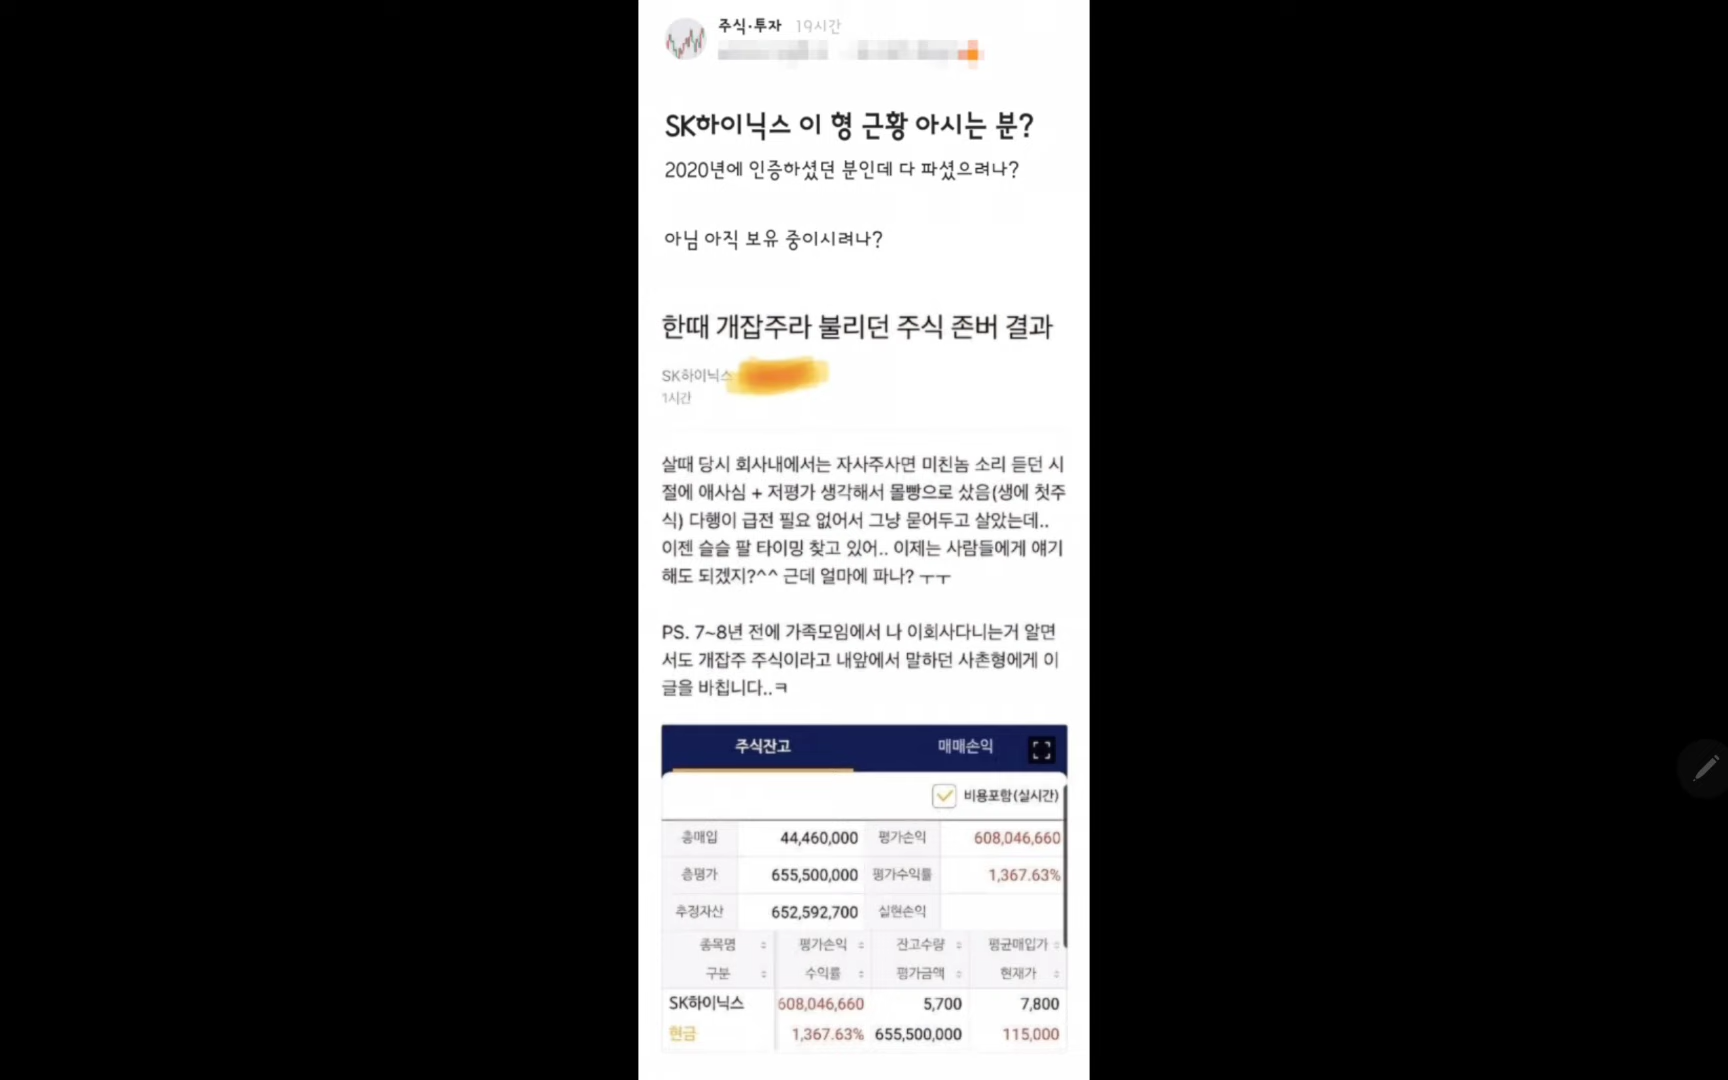 주식·투자 19시간
SK하이닉스 이 형 근황 아시는 분?
2020년에 인증하셨던 분인데 다 파셨으려나?
아님 아직 보유 중이시려나?
한때 개잡주라 불리던 주식 존버 결과
SK하이닉스
1시간
살때 당시 회사내에서는 자사주사면 미친놈 소리 듣던 시
절에 애사심 + 저평가 생각해서 몰빵으로 샀음(생에 첫주
식) 다행이 급전 필요 없어서 그냥 묻어두고 살았는데..
이젠 슬슬 팔 타이밍 찾고 있어.. 이제는 사람들에게 얘기
해도 되겠지?^^ 근데 얼마에 파나? ㅜㅜ
PS. 7~8년 전에 가족모임에서 나 이회사다니는거 알면
서도 개잡주 주식이라고 내앞에서 말하던 사촌형에게 이
글을 바칩니다..ㅋ
주식잔고 매매손익
비용포함(실시간)
총매입 44,460,000 평가손익 608,046,660
총평가 655,500,000 평가수익률 1,367.63%
추정자산 652,592,700 실현손익
종목명 평가손익 잔고수량 평균매입가
구분 수익률 평가금액 현재가
SK하이닉스 608,046,660 5,700 7,800
현금 1,367.63% 655,500,000 115,000